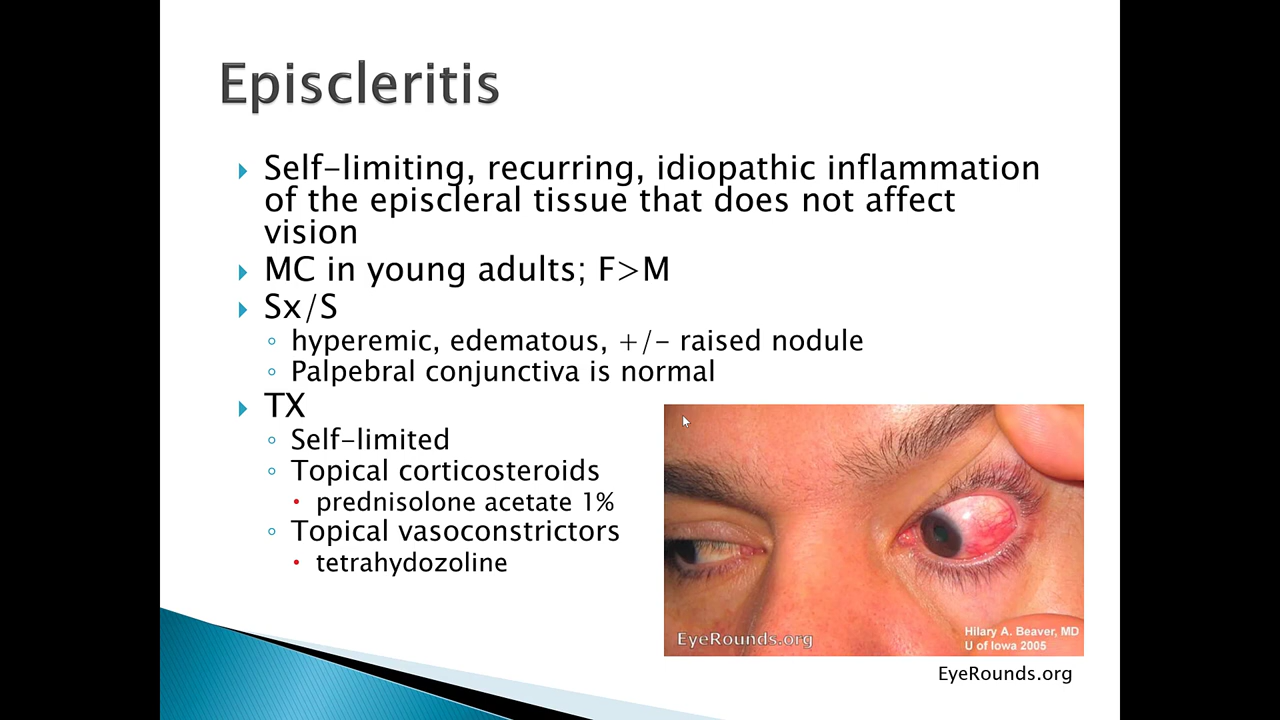 Episcleritis
Self-limiting, recurring, idiopathic inflammation
of the episcleral tissue that does not affect
vision
MC in young adults; F>M
Sx/S
hyperemic, edematous, +/- raised nodule
Palpebral conjunctiva is normal
TX
Self-limited
Topical corticosteroids
prednisolone acetate 1%
Topical vasoconstrictors
tetrahydozoline
EyeRounds.org
Hilary A. Beaver, MD
U of Iowa 2005
EyeRounds.org